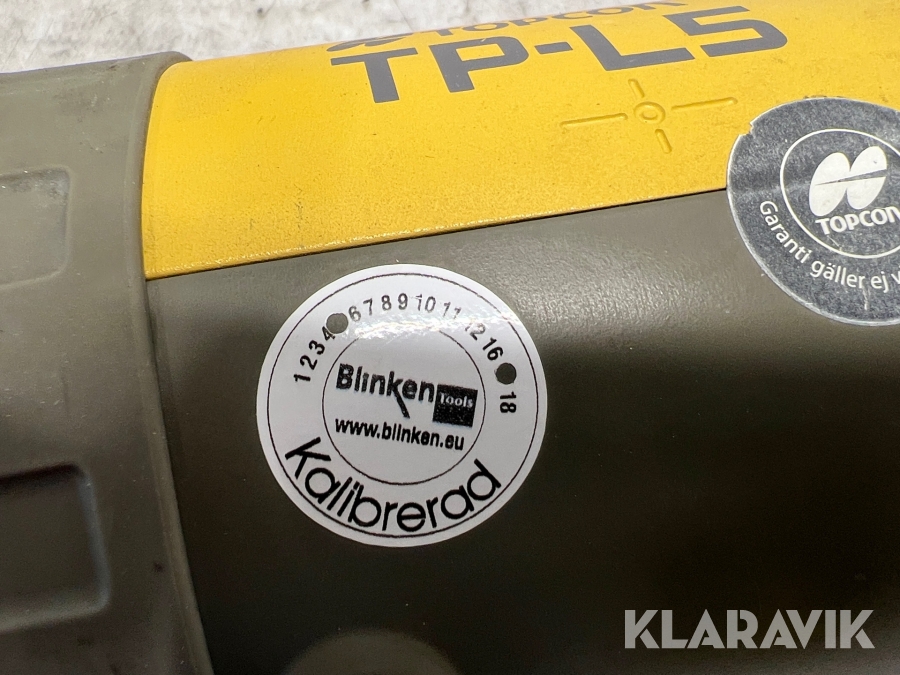 TOPCON
TP-L5
TOPCON
Garanti gäller ej
1 2 3 4 6 7 8 9 10 11 12 16 18
Blinken
Tools
www.blinken.eu
Kalibrerad
KLARAVIK